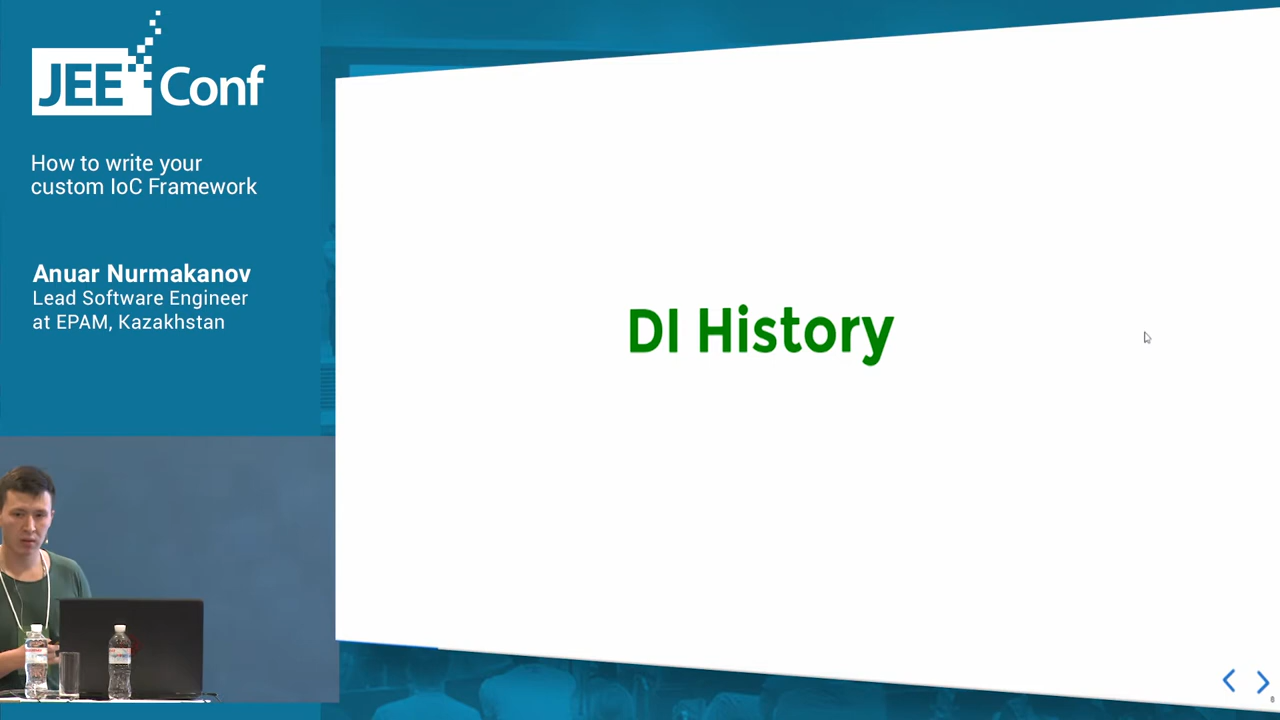 JEE Conf
How to write your
custom IoC Framework
Anuar Nurmakanov
Lead Software Engineer
at EPAM, Kazakhstan
DI History